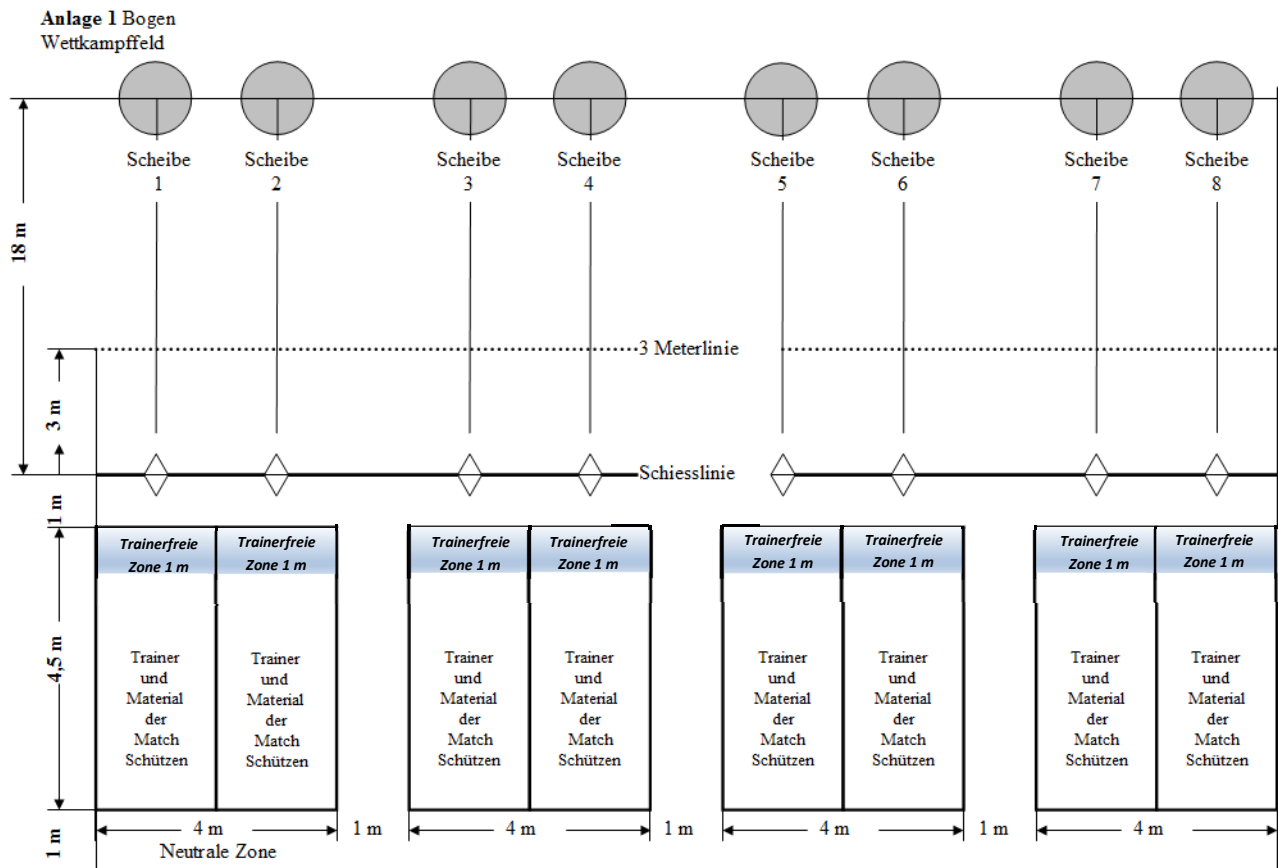 Anlage 1 Bogen
Wettkampffeld
Scheibe
1
Scheibe
2
Scheibe
3
Scheibe
4
Scheibe
5
Scheibe
6
Scheibe
7
Scheibe
8
18 m
3 Meterlinie
3 m
Schiesslinie
1 m
Trainerfreie
Zone 1 m
Trainerfreie
Zone 1 m
Trainerfreie
Zone 1 m
Trainerfreie
Zone 1 m
Trainerfreie
Zone 1 m
Trainerfreie
Zone 1 m
Trainerfreie
Zone 1 m
Trainerfreie
Zone 1 m
4,5 m
Trainer
und
Material
der
Match
Schützen
Trainer
und
Material
der
Match
Schützen
Trainer
und
Material
der
Match
Schützen
Trainer
und
Material
der
Match
Schützen
Trainer
und
Material
der
Match
Schützen
Trainer
und
Material
der
Match
Schützen
Trainer
und
Material
der
Match
Schützen
Trainer
und
Material
der
Match
Schützen
1 m
4 m
1 m
4 m
1 m
4 m
1 m
4 m
Neutrale Zone